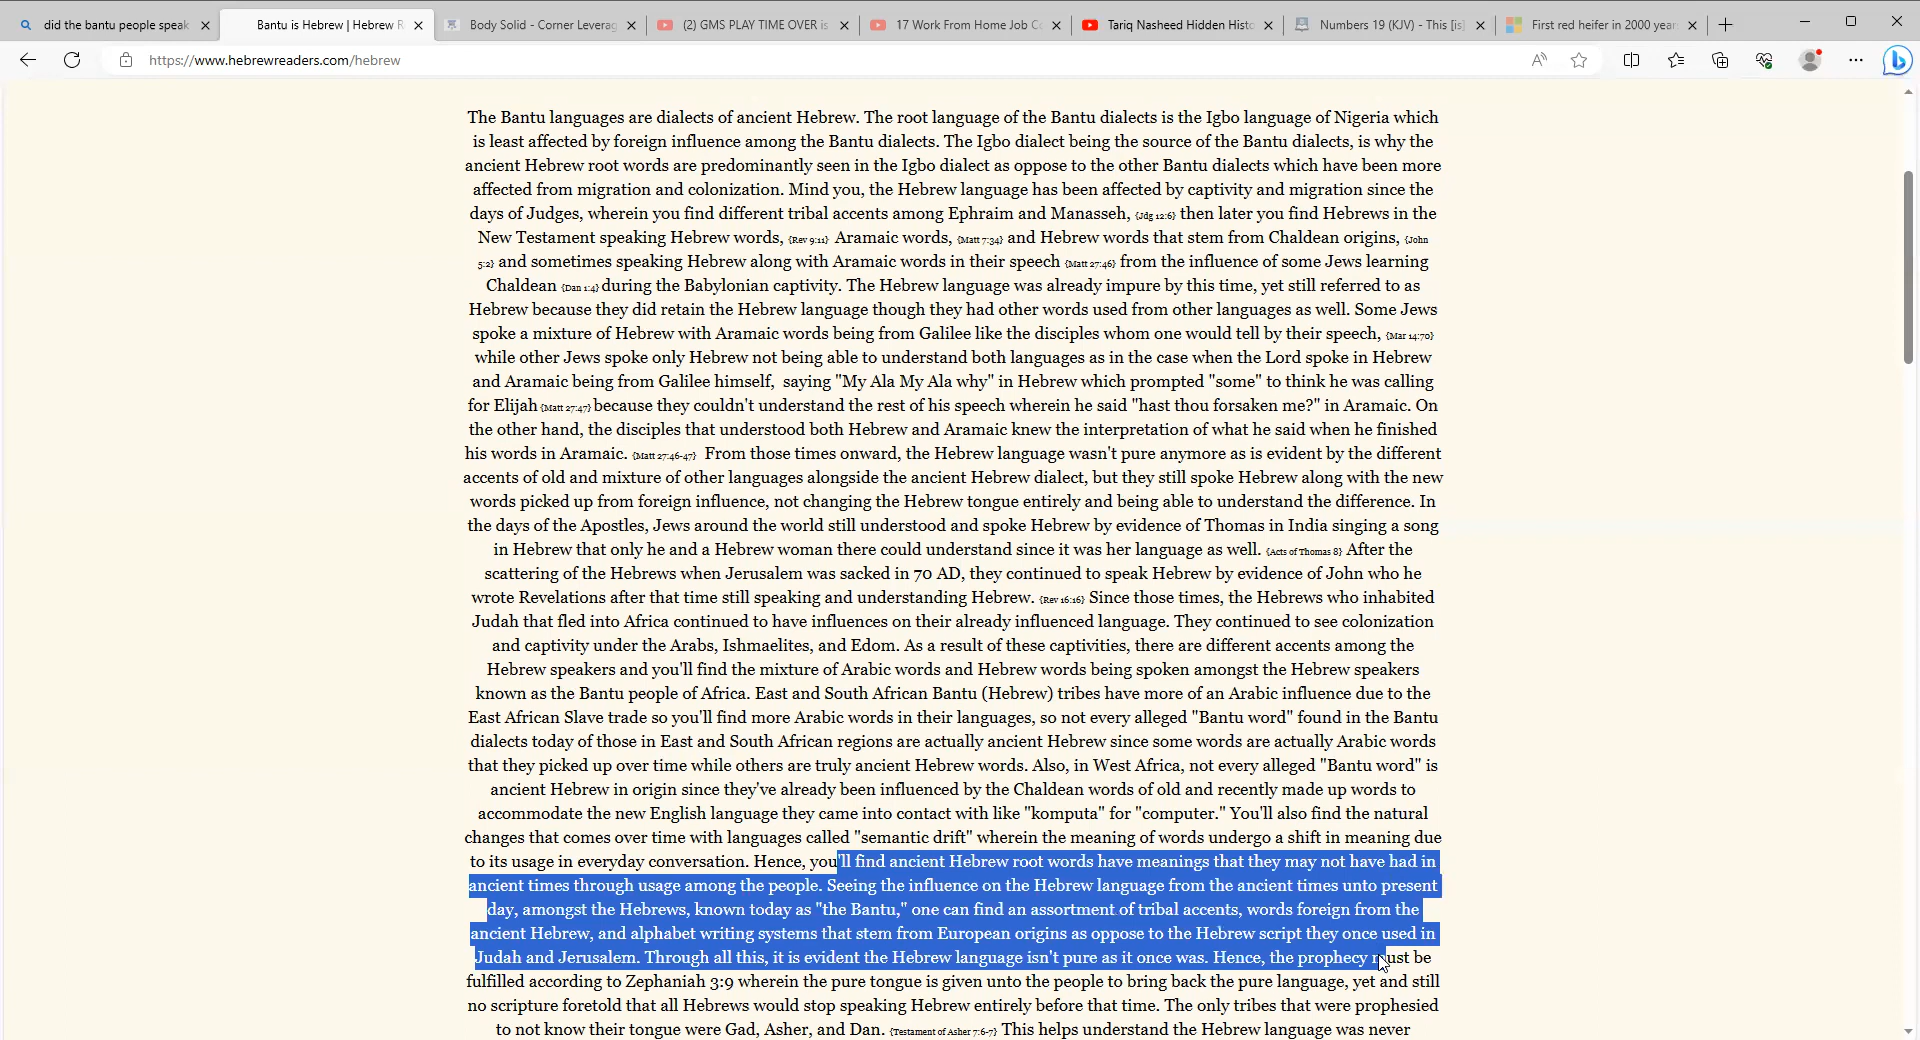 did the bantu people speak
Bantu is Hebrew | Hebrew R
Body Solid - Corner Leverag
(2) GMS PLAY TIME OVER is
17 Work From Home Job C
Tariq Nasheed Hidden Histo
Numbers 19 (KJV) - This [is]
First red heifer in 2000 year
https://www.hebrewreaders.com/hebrew
The Bantu languages are dialects of ancient Hebrew. The root language of the Bantu dialects is the Igbo language of Nigeria which
is least affected by foreign influence among the Bantu dialects. The Igbo dialect being the source of the Bantu dialects, is why the
ancient Hebrew root words are predominantly seen in the Igbo dialect as oppose to the other Bantu dialects which have been more
affected from migration and colonization. Mind you, the Hebrew language has been affected by captivity and migration since the
days of Judges, wherein you find different tribal accents among Ephraim and Manasseh, {Jdg 12:6} then later you find Hebrews in the
New Testament speaking Hebrew words, {Rev 9:11} Aramaic words, {Matt 7:34} and Hebrew words that stem from Chaldean origins, {John
5:2} and sometimes speaking Hebrew along with Aramaic words in their speech {Matt 27:46} from the influence of some Jews learning
Chaldean {Dan 1:4} during the Babylonian captivity. The Hebrew language was already impure by this time, yet still referred to as
Hebrew because they did retain the Hebrew language though they had other words used from other languages as well. Some Jews
spoke a mixture of Hebrew with Aramaic words being from Galilee like the disciples whom one would tell by their speech, {Mar 14:70}
while other Jews spoke only Hebrew not being able to understand both languages as in the case when the Lord spoke in Hebrew
and Aramaic being from Galilee himself, saying "My Ala My Ala why" in Hebrew which prompted "some" to think he was calling
for Elijah {Matt 27:47} because they couldn't understand the rest of his speech wherein he said "hast thou forsaken me?" in Aramaic. On
the other hand, the disciples that understood both Hebrew and Aramaic knew the interpretation of what he said when he finished
his words in Aramaic. {Matt 27:46-47} From those times onward, the Hebrew language wasn't pure anymore as is evident by the different
accents of old and mixture of other languages alongside the ancient Hebrew dialect, but they still spoke Hebrew along with the new
words picked up from foreign influence, not changing the Hebrew tongue entirely and being able to understand the difference. In
the days of the Apostles, Jews around the world still understood and spoke Hebrew by evidence of Thomas in India singing a song
in Hebrew that only he and a Hebrew woman there could understand since it was her language as well. {Acts of Thomas 8} After the
scattering of the Hebrews when Jerusalem was sacked in 70 AD, they continued to speak Hebrew by evidence of John who he
wrote Revelations after that time still speaking and understanding Hebrew. {Rev 16:16} Since those times, the Hebrews who inhabited
Judah that fled into Africa continued to have influences on their already influenced language. They continued to see colonization
and captivity under the Arabs, Ishmaelites, and Edom. As a result of these captivities, there are different accents among the
Hebrew speakers and you'll find the mixture of Arabic words and Hebrew words being spoken amongst the Hebrew speakers
known as the Bantu people of Africa. East and South African Bantu (Hebrew) tribes have more of an Arabic influence due to the
East African Slave trade so you'll find more Arabic words in their languages, so not every alleged "Bantu word" found in the Bantu
dialects today of those in East and South African regions are actually ancient Hebrew since some words are actually Arabic words
that they picked up over time while others are truly ancient Hebrew words. Also, in West Africa, not every alleged "Bantu word" is
ancient Hebrew in origin since they've already been influenced by the Chaldean words of old and recently made up words to
accommodate the new English language they came into contact with like "komputa" for "computer." You'll also find the natural
changes that comes over time with languages called "semantic drift" wherein the meaning of words undergo a shift in meaning due
to its usage in everyday conversation. Hence, you'll find ancient Hebrew root words have meanings that they may not have had in
ancient times through usage among the people. Seeing the influence on the Hebrew language from the ancient times unto present
day, amongst the Hebrews, known today as "the Bantu," one can find an assortment of tribal accents, words foreign from the
ancient Hebrew, and alphabet writing systems that stem from European origins as oppose to the Hebrew script they once used in
Judah and Jerusalem. Through all this, it is evident the Hebrew language isn't pure as it once was. Hence, the prophecy must be
fulfilled according to Zephaniah 3:9 wherein the pure tongue is given unto the people to bring back the pure language, yet and still
no scripture foretold that all Hebrews would stop speaking Hebrew entirely before that time. The only tribes that were prophesied
to not know their tongue were Gad, Asher, and Dan. {Testament of Asher 7:6-7} This helps understand the Hebrew language was never